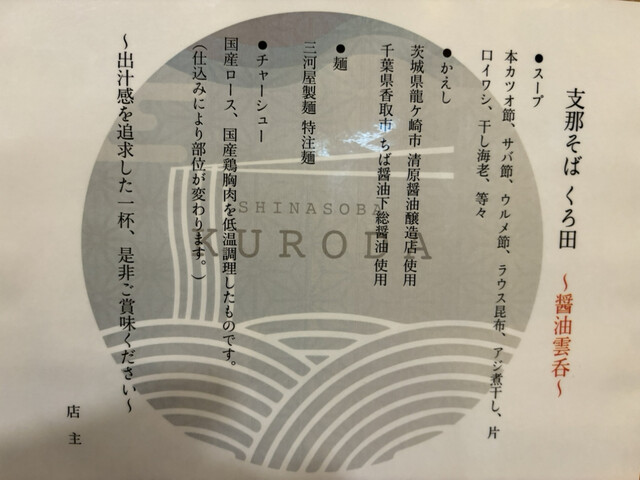 支那そば くろ田 ～醤油雲呑～
●スープ
本カツオ節、サバ節、ウルメ節、ラウス昆布、アジ煮干し、片
口イワシ、干し海老、等々
●かえし
茨城県龍ケ崎市 清原醤油醸造店 使用
千葉県香取市 ちば醤油下総醤油 使用
●麺
三河屋製麺 特注麺
●チャーシュー
国産ロース、国産鶏胸肉を低温調理したものです。
(仕込みにより部位が変わります。)
～出汁感を追求した一杯、是非ご賞味ください～
店主
SHINASOBA
KURODA